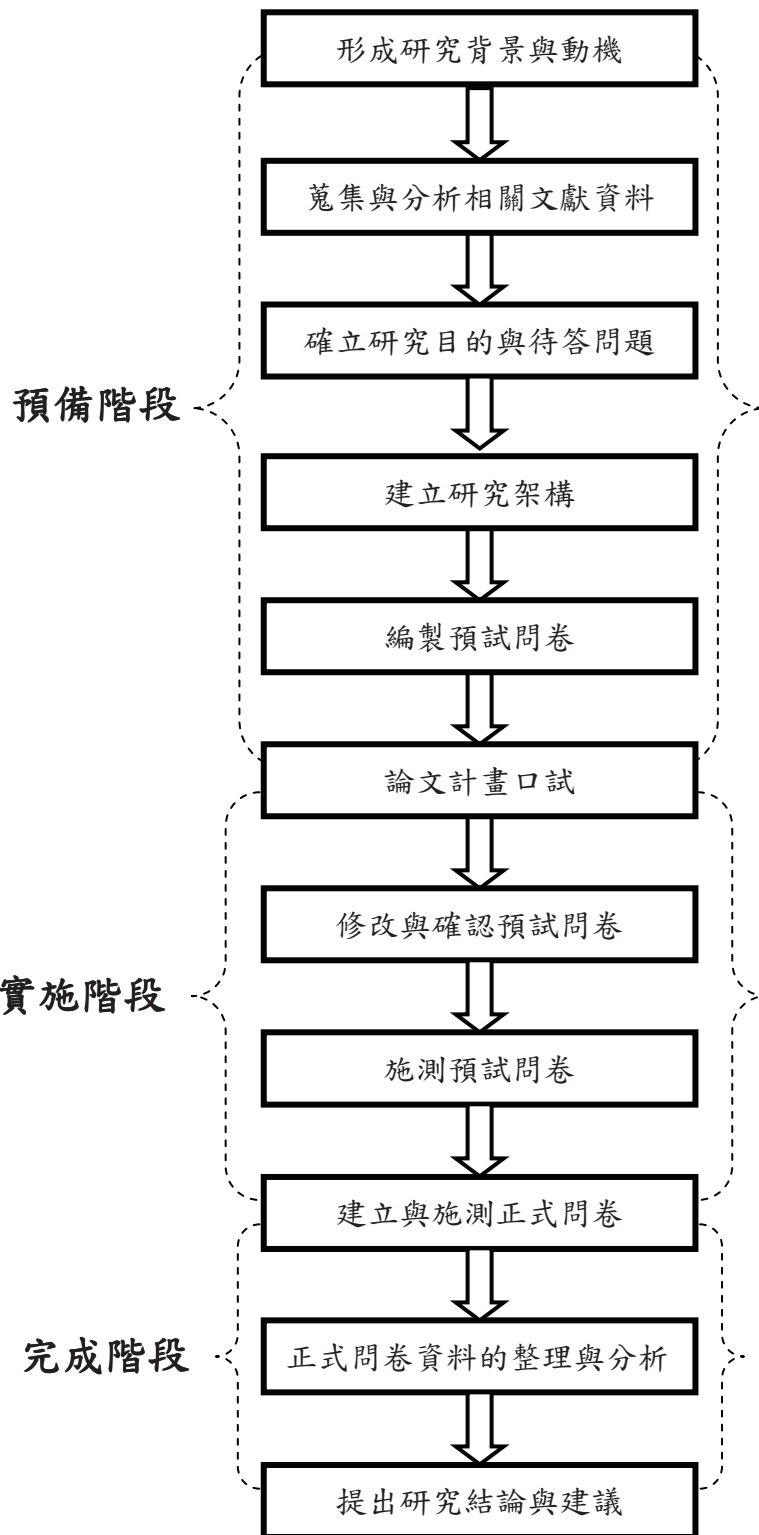 形成研究背景與動機
蒐集與分析相關文獻資料
確立研究目的與待答問題
預備階段
建立研究架構
編製預試問卷
論文計畫口試
修改與確認預試問卷
實施階段
施測預試問卷
建立與施測正式問卷
完成階段
正式問卷資料的整理與分析
提出研究結論與建議